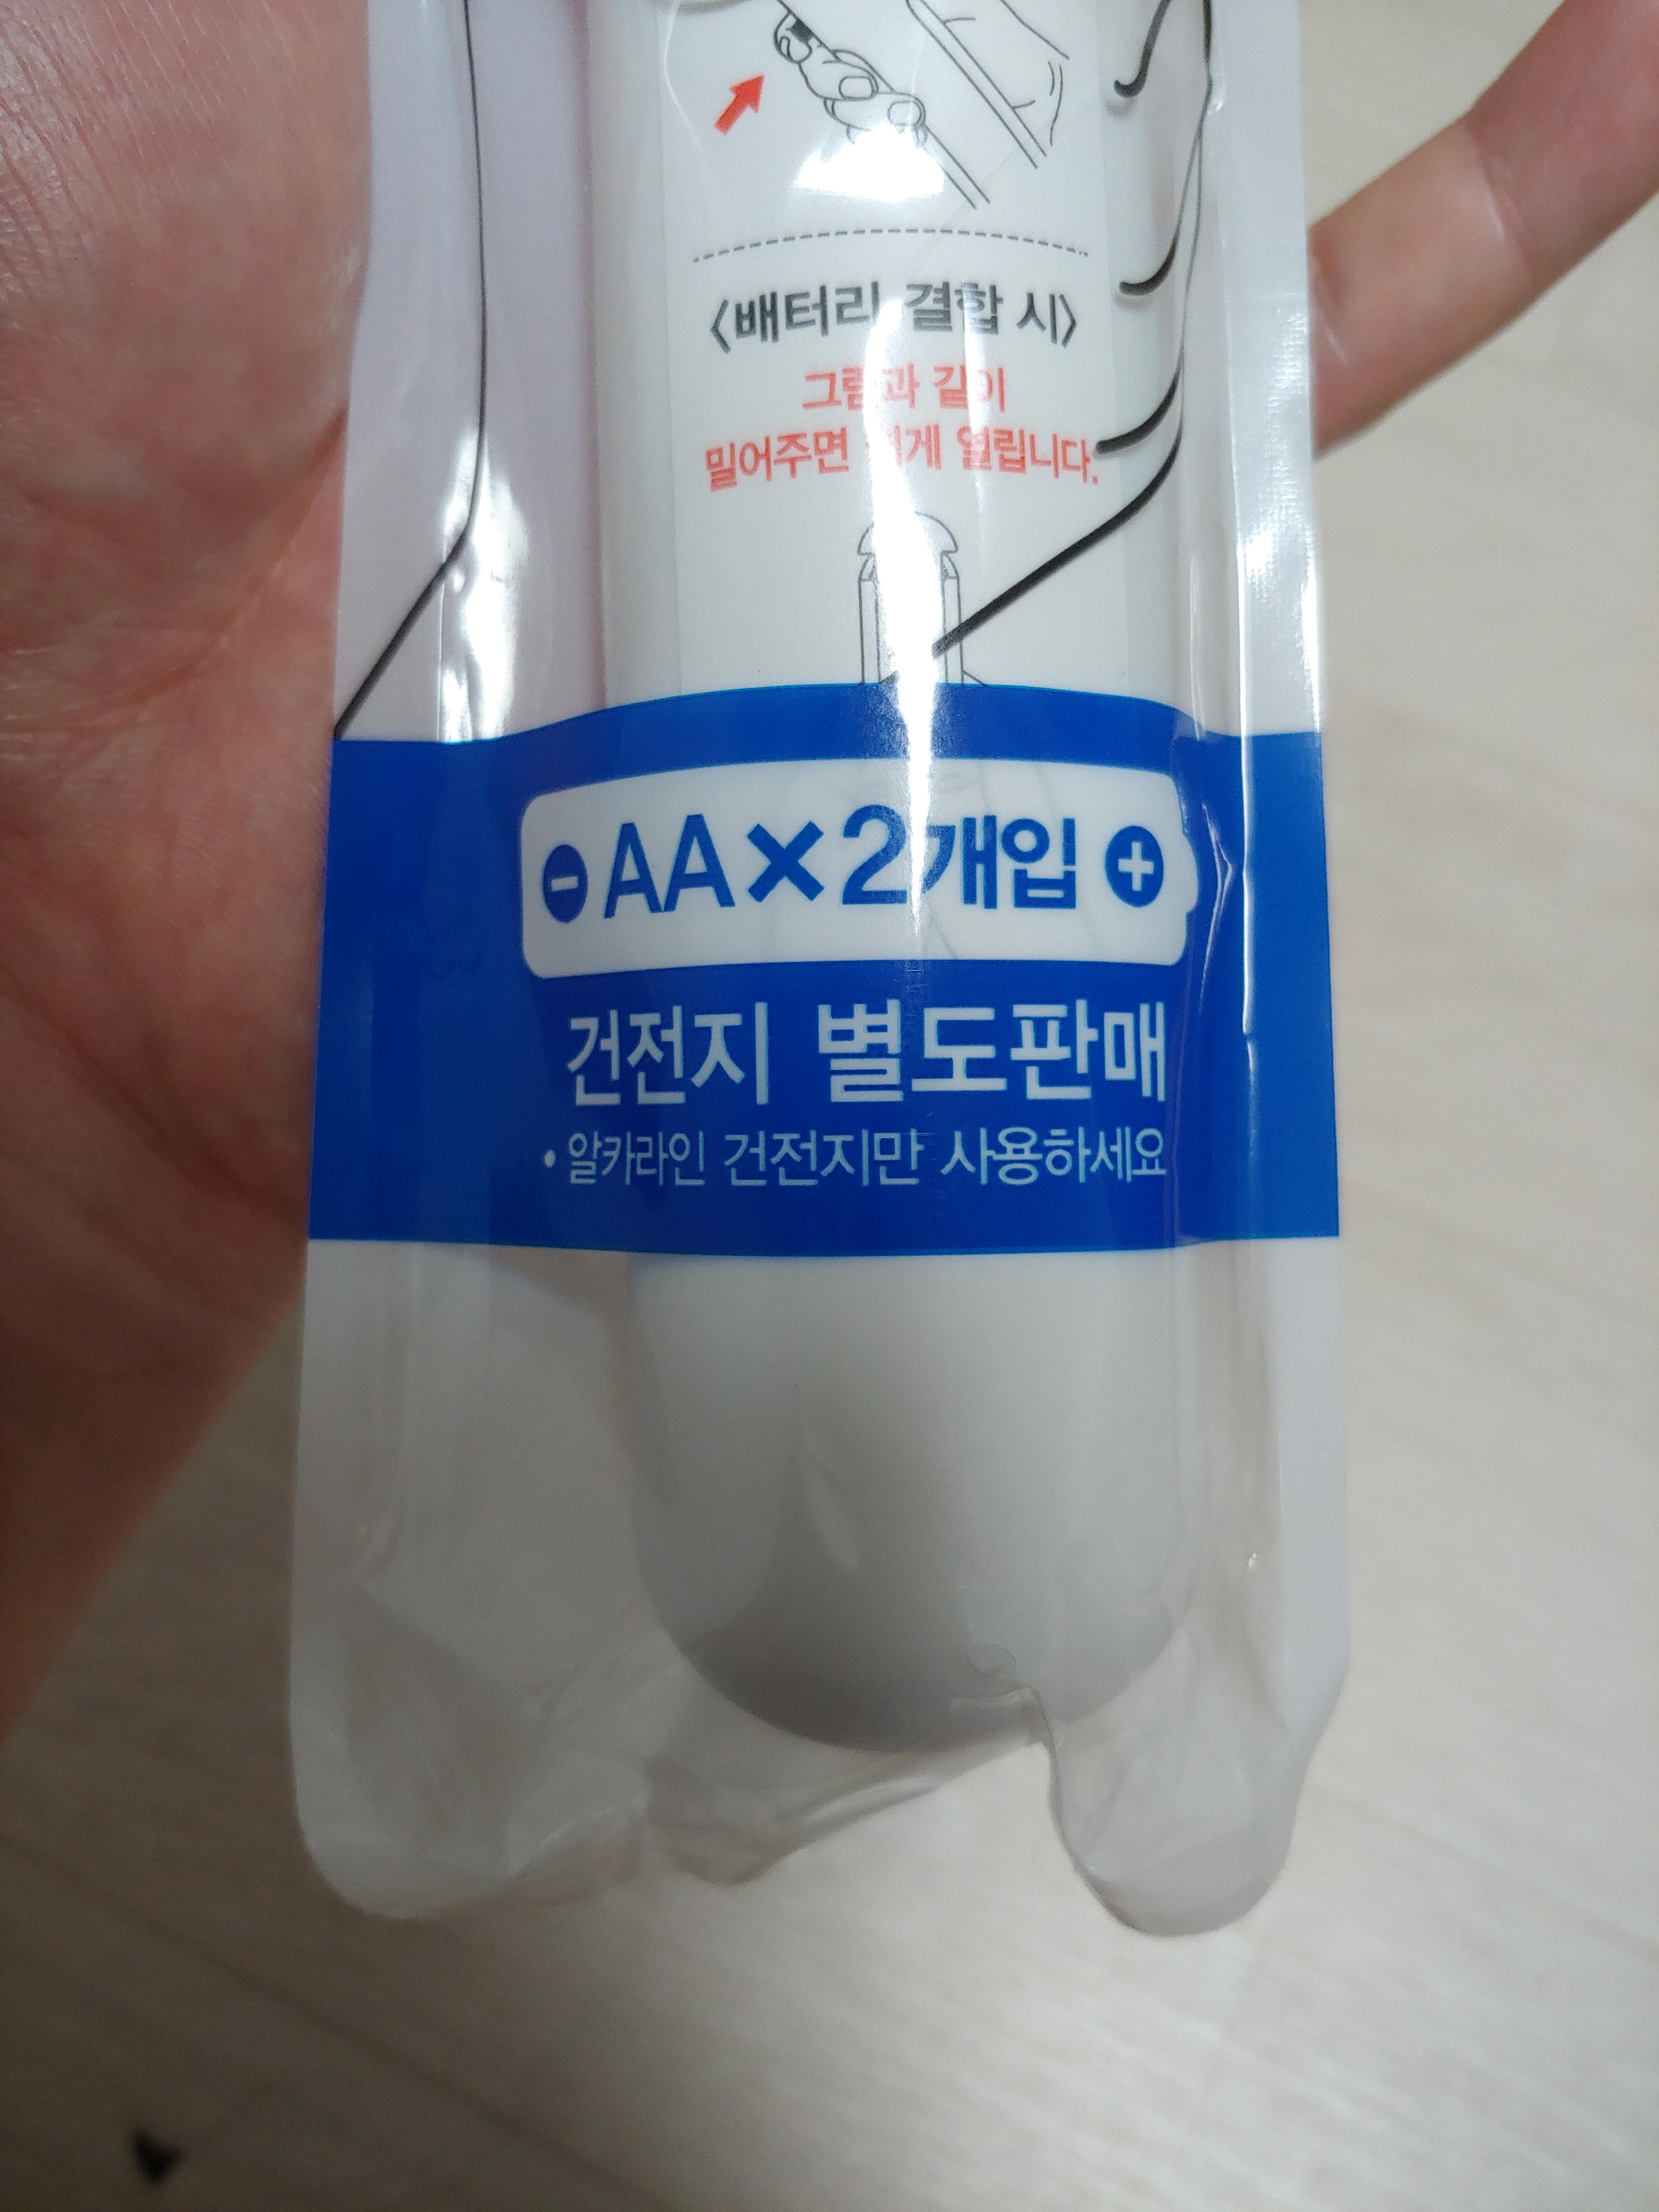 <배터리 결합 시>
그림과 같이
밀어주면 쉽게 열립니다.
- AA×2개입 +
건전지 별도판매
• 알카라인 건전지만 사용하세요